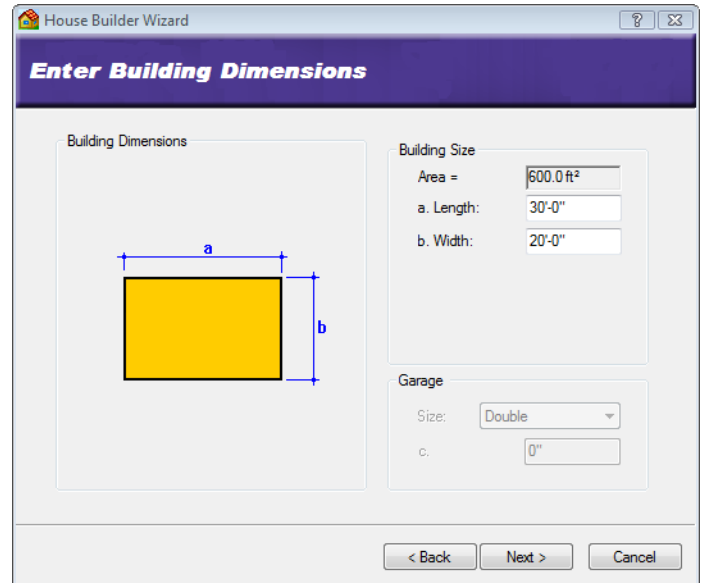 House Builder Wizard
Enter Building Dimensions
Building Dimensions
a
b
Building Size
Area = 600.0 ft²
a. Length: 30'-0"
b. Width: 20'-0"
Garage
Size: Double
c. 0"
< Back Next > Cancel